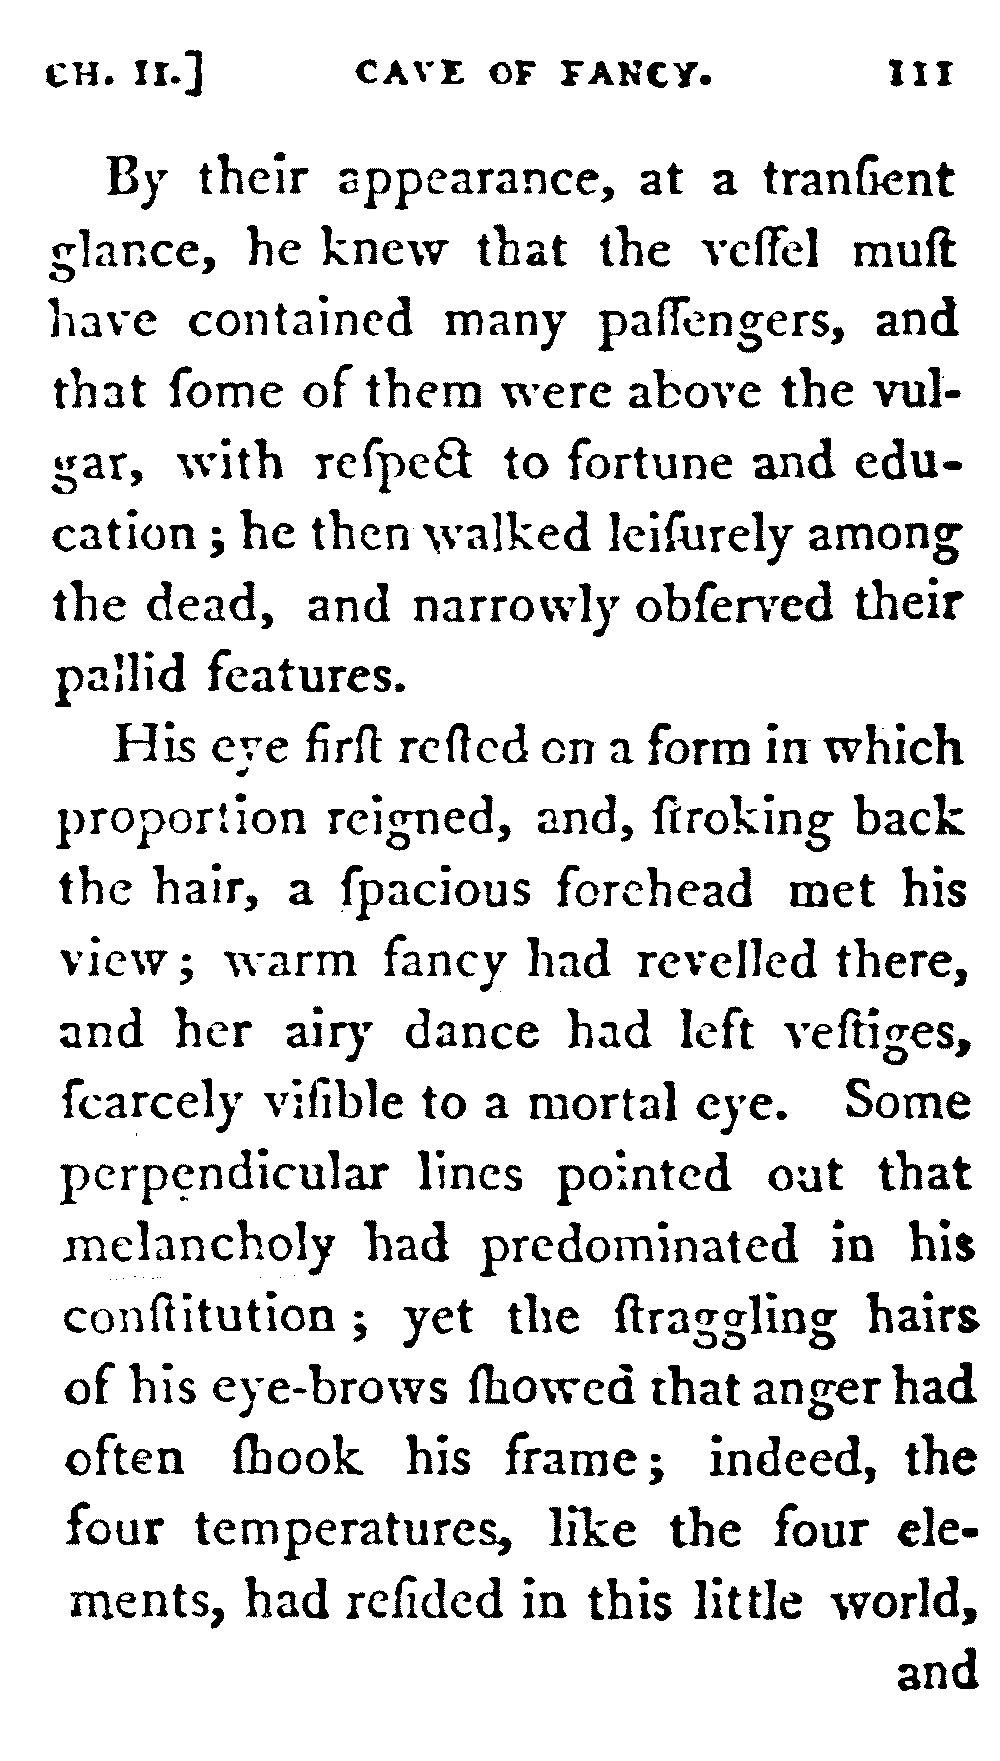 CH. II.] CAVE OF FANCY. 111
By their appearance, at a tranſient
glance, he knew that the veſſel muſt
have contained many paſſengers, and
that ſome of them were above the vul-
gar, with reſpect to fortune and edu-
cation; he then walked leiſurely among
the dead, and narrowly obſerved their
pallid features.
His eye firſt reſted on a form in which
proportion reigned, and, ſtroking back
the hair, a ſpacious forehead met his
view; warm fancy had revelled there,
and her airy dance had left veſtiges,
ſcarcely viſible to a mortal eye. Some
perpendicular lines pointed out that
melancholy had predominated in his
conſtitution; yet the ſtraggling hairs
of his eye-brows ſhowed that anger had
often ſhook his frame; indeed, the
four temperatures, like the four ele-
ments, had reſided in this little world,
and